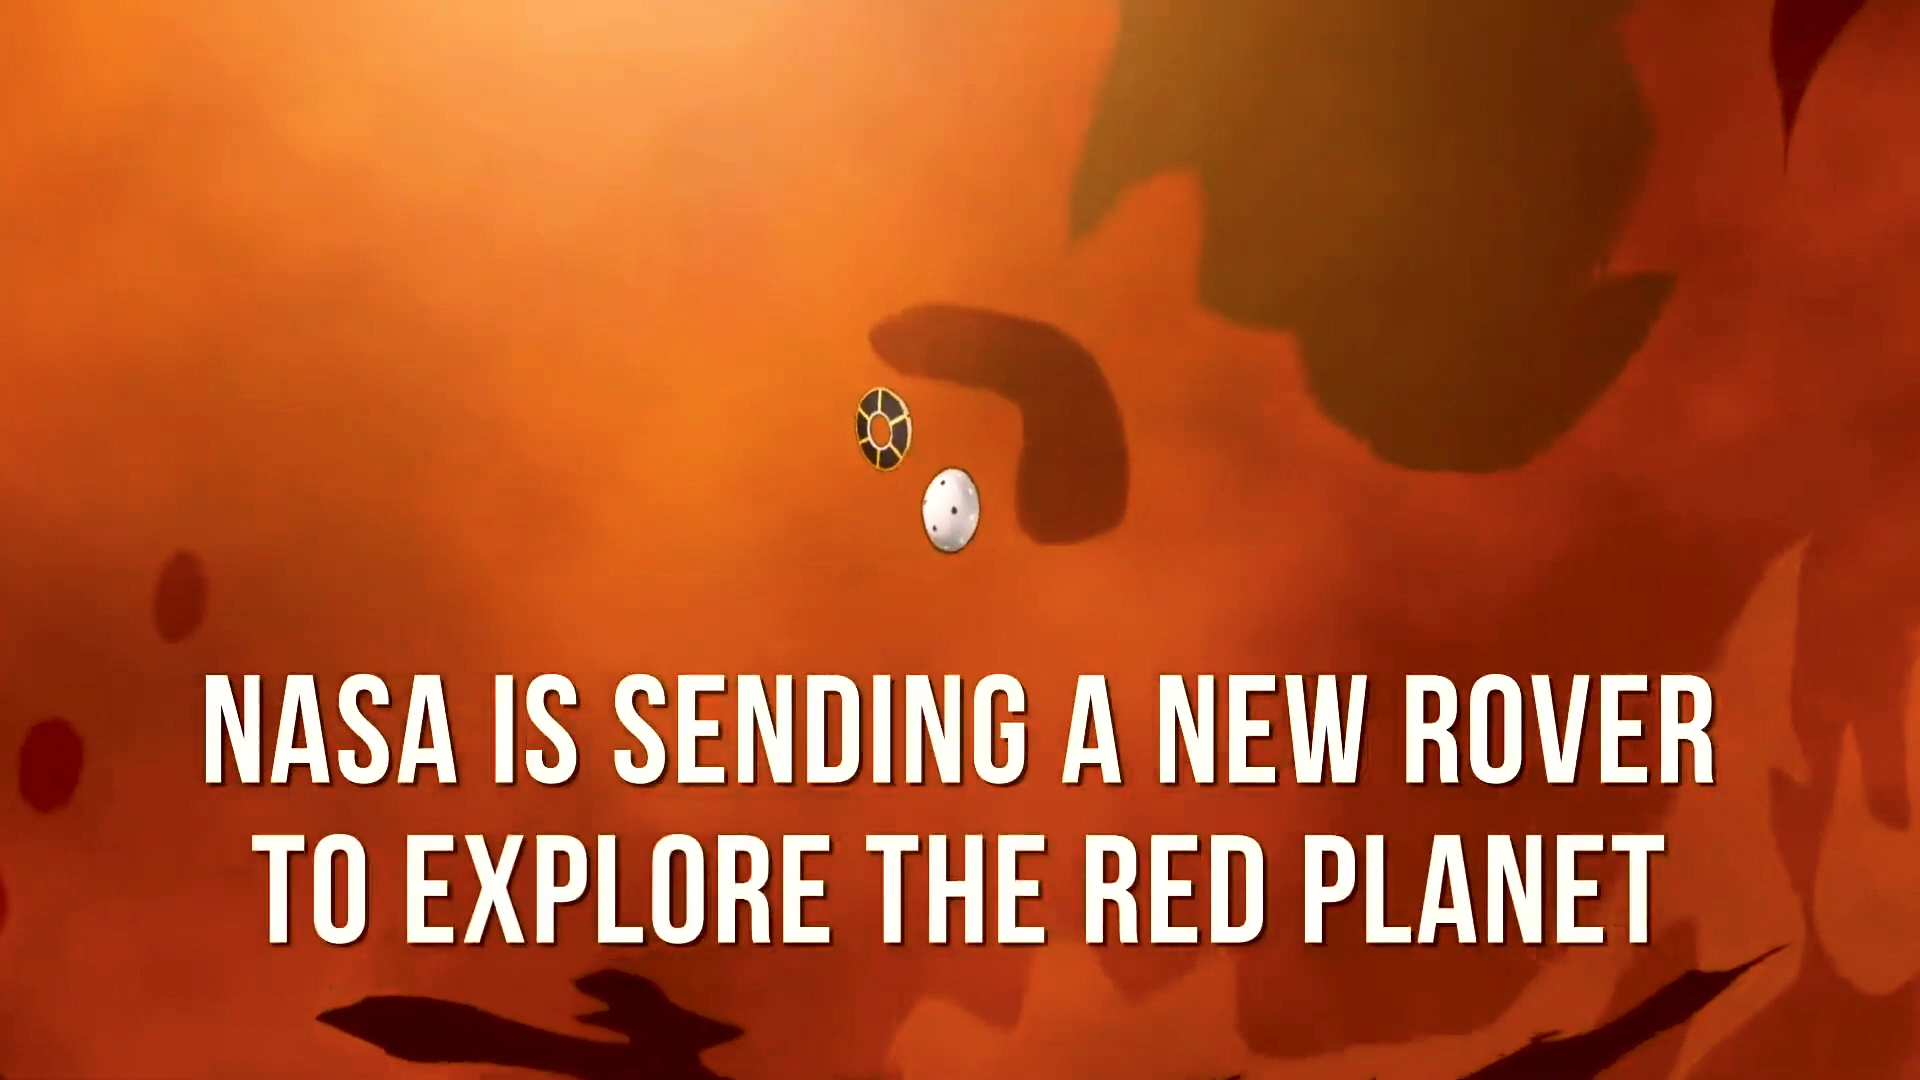 NASA IS SENDING A NEW ROVER
TO EXPLORE THE RED PLANET